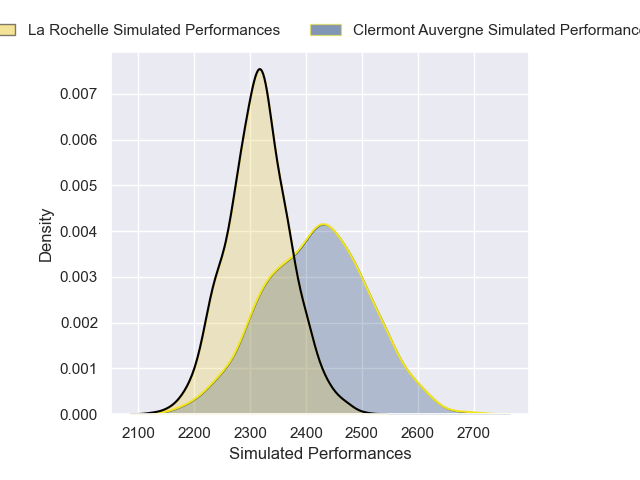 La Rochelle Simulated Performances
Clermont Auvergne Simulated Performanc
0.007
0.006
0.005
0.004
0.003
0.002
0.001
0.000
Density
2100 2200 2300 2400 2500 2600 2700
Simulated Performances